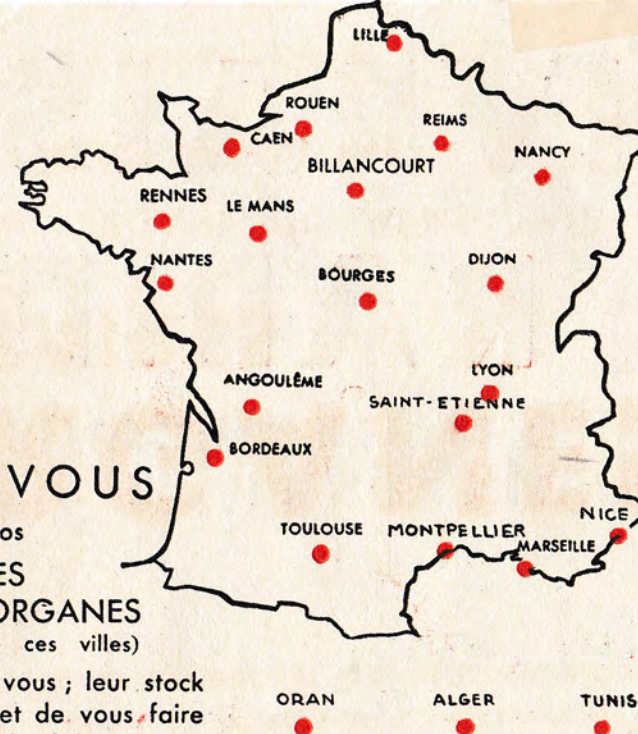 LILLE
ROUEN
CAEN
REIMS
BILLANCOURT
NANCY
RENNES
LE MANS
NANTES
BOURGES
DIJON
LYON
ANGOULÊME
SAINT-ETIENNE
BORDEAUX
VOUS
NICE
os
TOULOUSE
MONTPELLIER
MARSEILLE
ES
ORGANES
ces villes)
vous ; leur stock
et de vous faire
ORAN
ALGER
TUNIS